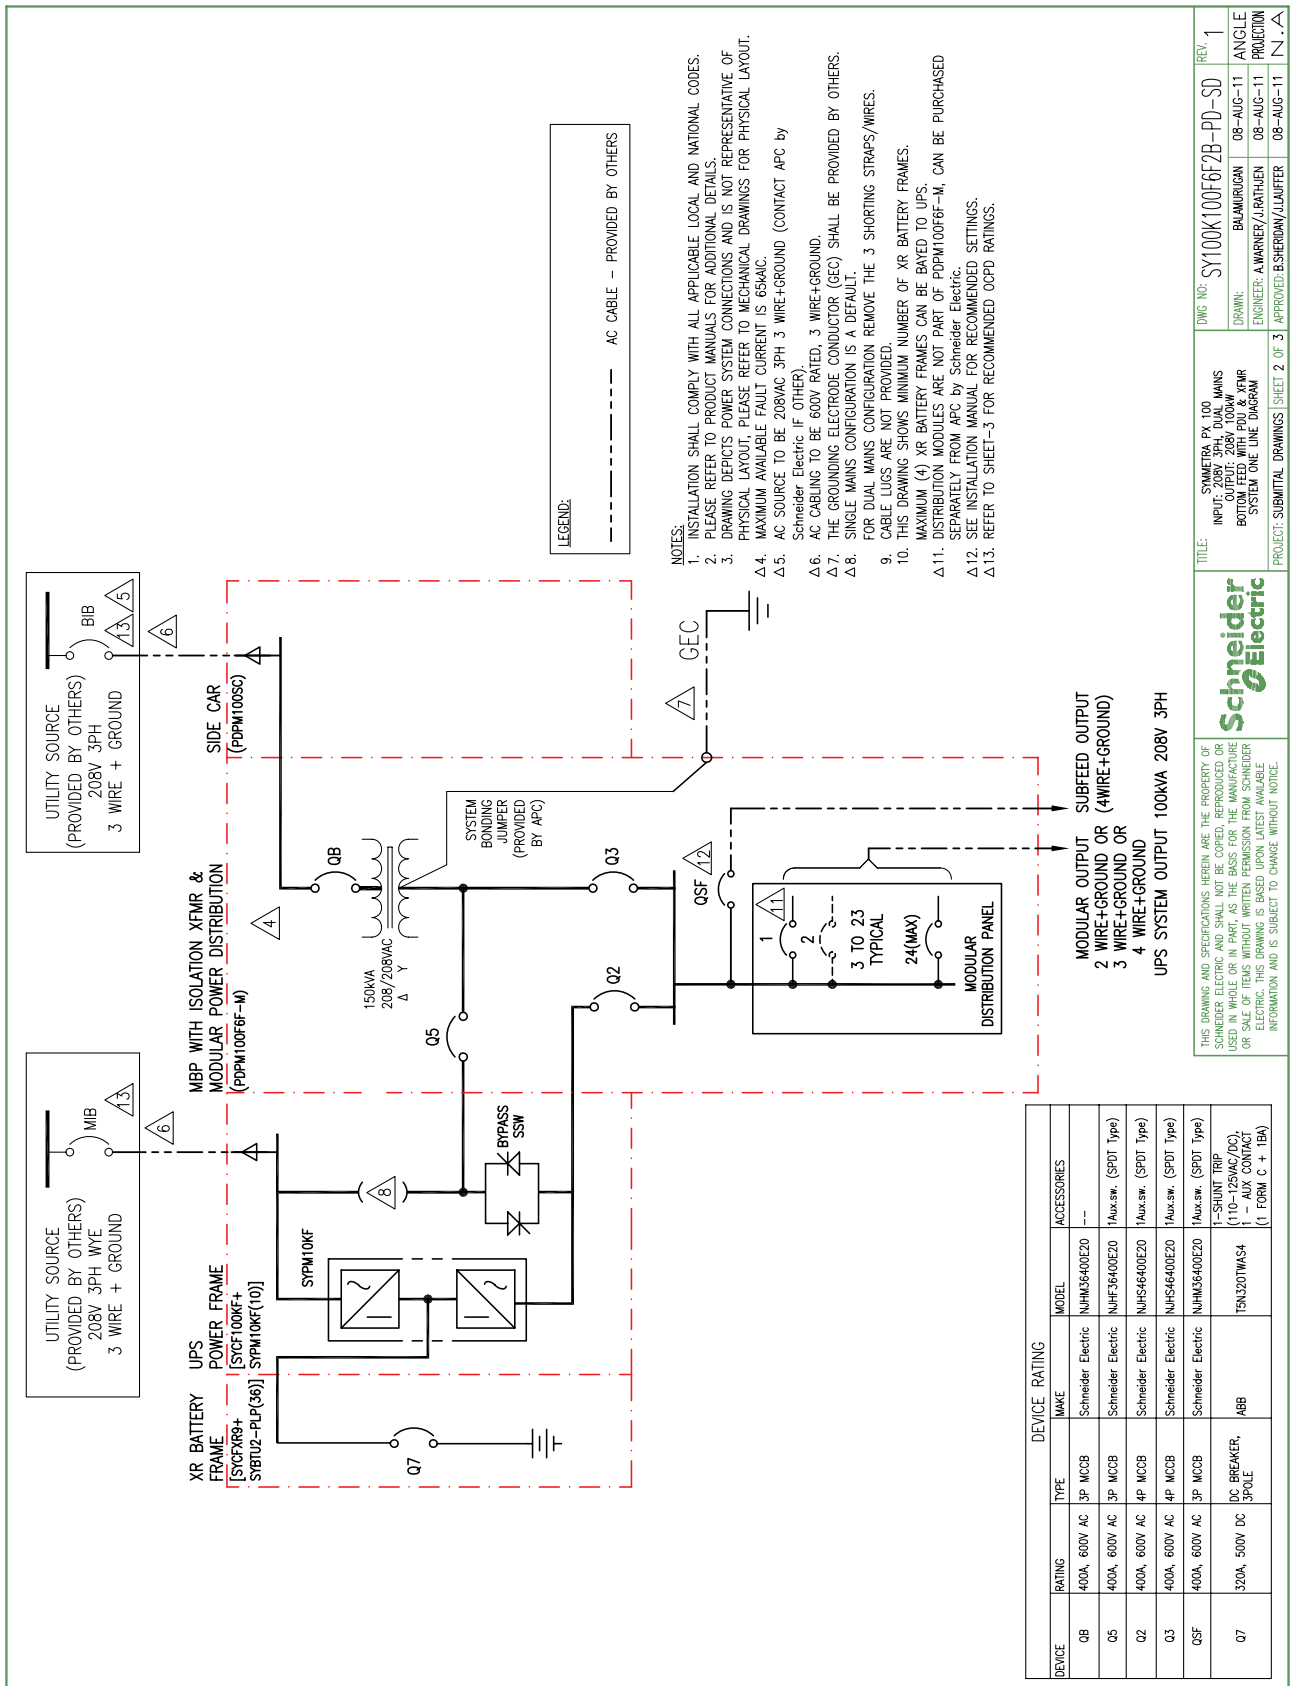 UTILITY SOURCE
(PROVIDED BY OTHERS)
208V 3PH WYE
3 WIRE + GROUND
MIB
13
6
UTILITY SOURCE
(PROVIDED BY OTHERS)
208V 3PH
3 WIRE + GROUND
BIB
13
5
6
XR BATTERY
FRAME
[SYCFXR9+
SYBTU2-PLP(36)]
UPS
POWER FRAME
[SYCF100KF+
SYPM10KF(10)]
MBP WITH ISOLATION XFMR &
MODULAR POWER DISTRIBUTION
(PDPM100F6F-M)
SIDE CAR
(PDPM100SC)
4
Q7
SYPM10KF
8
BYPASS
SSW
Q5
150kVA
208/208VAC
Δ Y
QB
SYSTEM
BONDING
JUMPER
(PROVIDED
BY APC)
Q2
Q3
7
GEC
QSF
12
11
1
2
3 TO 23
TYPICAL
24(MAX)
MODULAR
DISTRIBUTION PANEL
MODULAR OUTPUT
2 WIRE+GROUND OR
3 WIRE+GROUND OR
4 WIRE+GROUND
SUBFEED OUTPUT
(4WIRE+GROUND)
UPS SYSTEM OUTPUT 100kVA 208V 3PH
LEGEND:
AC CABLE - PROVIDED BY OTHERS
NOTES:
1. INSTALLATION SHALL COMPLY WITH ALL APPLICABLE LOCAL AND NATIONAL CODES.
2. PLEASE REFER TO PRODUCT MANUALS FOR ADDITIONAL DETAILS.
3. DRAWING DEPICTS POWER SYSTEM CONNECTIONS AND IS NOT REPRESENTATIVE OF
PHYSICAL LAYOUT, PLEASE REFER TO MECHANICAL DRAWINGS FOR PHYSICAL LAYOUT.
Δ 4. MAXIMUM AVAILABLE FAULT CURRENT IS 65kAIC.
Δ 5. AC SOURCE TO BE 208VAC 3PH 3 WIRE+GROUND (CONTACT APC by
Schneider Electric IF OTHER).
Δ 6. AC CABLING TO BE 600V RATED, 3 WIRE+GROUND.
Δ 7. THE GROUNDING ELECTRODE CONDUCTOR (GEC) SHALL BE PROVIDED BY OTHERS.
Δ 8. SINGLE MAINS CONFIGURATION IS A DEFAULT.
FOR DUAL MAINS CONFIGURATION REMOVE THE 3 SHORTING STRAPS/WIRES.
9. CABLE LUGS ARE NOT PROVIDED.
10. THIS DRAWING SHOWS MINIMUM NUMBER OF XR BATTERY FRAMES.
MAXIMUM (4) XR BATTERY FRAMES CAN BE BAYED TO UPS.
Δ 11. DISTRIBUTION MODULES ARE NOT PART OF PDPM100F6F-M, CAN BE PURCHASED
SEPARATELY FROM APC by Schneider Electric.
Δ 12. SEE INSTALLATION MANUAL FOR RECOMMENDED SETTINGS.
Δ 13. REFER TO SHEET-3 FOR RECOMMENDED OCPD RATINGS.
DEVICE RATING
DEVICE RATING TYPE MAKE MODEL ACCESSORIES
QB 400A, 600V AC 3P MCCB Schneider Electric NJHM36400E20 --
Q5 400A, 600V AC 3P MCCB Schneider Electric NJHF36400E20 1Aux.sw. (SPDT Type)
Q2 400A, 600V AC 4P MCCB Schneider Electric NJHS46400E20 1Aux.sw. (SPDT Type)
Q3 400A, 600V AC 4P MCCB Schneider Electric NJHS46400E20 1Aux.sw. (SPDT Type)
QSF 400A, 600V AC 3P MCCB Schneider Electric NJHM36400E20 1Aux.sw. (SPDT Type)
Q7 320A, 500V DC DC BREAKER, 3POLE ABB T5N320TWAS4 1-SHUNT TRIP
(110-125VAC/DC),
1 - AUX CONTACT
(1 FORM C + 1BA)
THIS DRAWING AND SPECIFICATIONS HEREIN ARE THE PROPERTY OF
SCHNEIDER ELECTRIC AND SHALL NOT BE COPIED, REPRODUCED OR
USED IN WHOLE OR IN PART, AS THE BASIS FOR THE MANUFACTURE
OR SALE OF ITEMS WITHOUT WRITTEN PERMISSION FROM SCHNEIDER
ELECTRIC. THIS DRAWING IS BASED UPON LATEST AVAILABLE
INFORMATION AND IS SUBJECT TO CHANGE WITHOUT NOTICE.
Schneider
Electric
TITLE: SYMMETRA PX 100
INPUT: 208V 3PH, DUAL MAINS
OUTPUT: 208V 100kW
BOTTOM FEED WITH PDU & XFMR
SYSTEM ONE LINE DIAGRAM
PROJECT: SUBMITTAL DRAWINGS SHEET 2 OF 3
DWG NO: SY100K100F6F2B-PD-SD REV. 1
DRAWN: BALAMURUGAN 08-AUG-11
ENGINEER: A.WARNER/J.RATHJEN 08-AUG-11
APPROVED: B.SHERIDAN/J.LAUFFER 08-AUG-11
ANGLE
PROJECTION
N.A